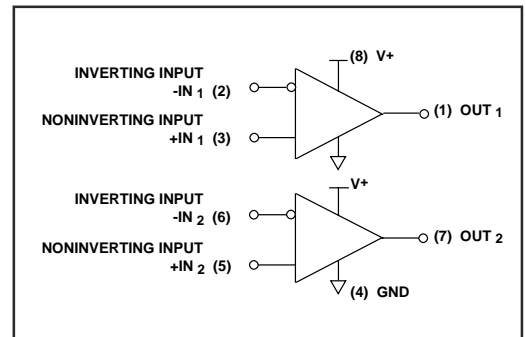 (8) V+
INVERTING INPUT
-IN 1 (2)
(1) OUT 1
NONINVERTING INPUT
+IN 1 (3)
V+
INVERTING INPUT
-IN 2 (6)
(7) OUT 2
NONINVERTING INPUT
+IN 2 (5)
(4) GND